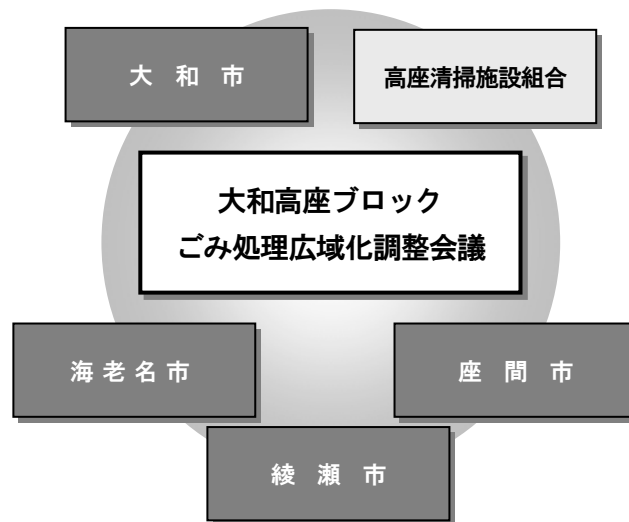 大和市
高座清掃施設組合
大和高座ブロック
ごみ処理広域化調整会議
海老名市
座間市
綾瀬市